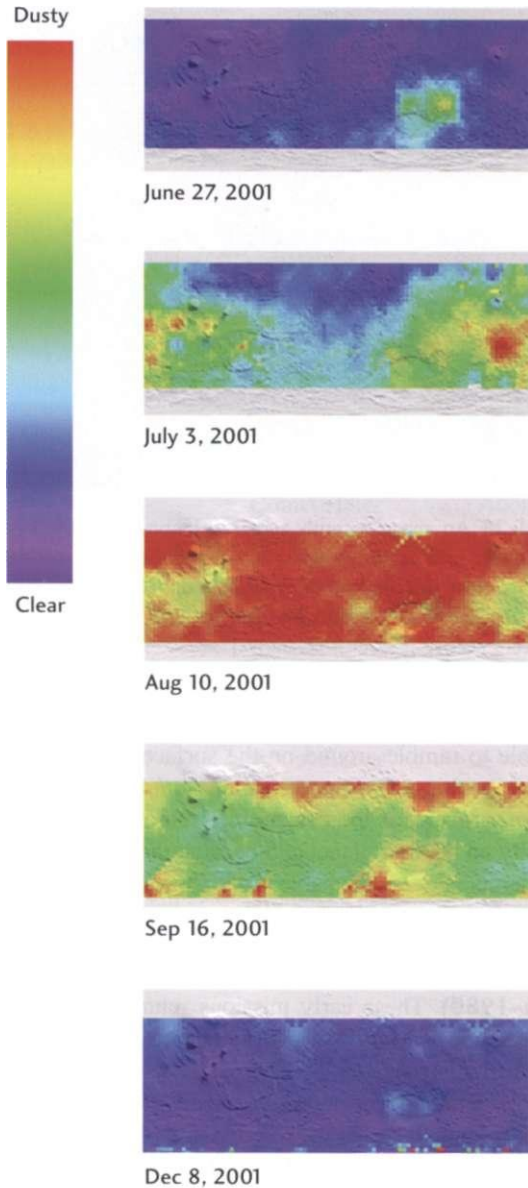 Dusty
Clear
June 27, 2001
July 3, 2001
Aug 10, 2001
Sep 16, 2001
Dec 8, 2001